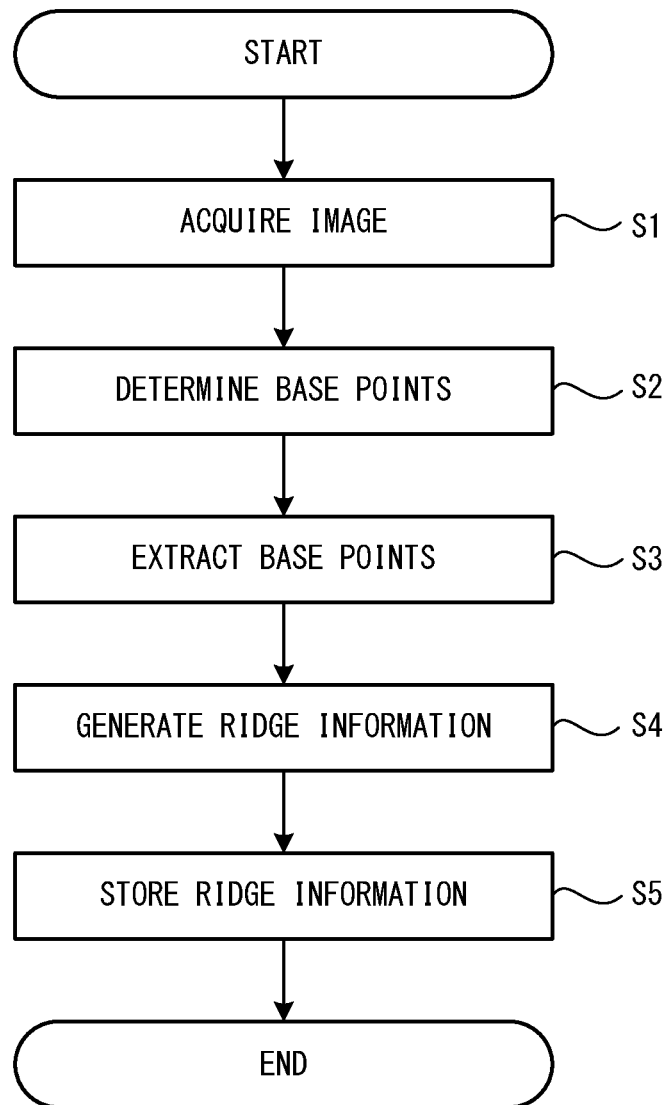 START
ACQUIRE IMAGE
S1
DETERMINE BASE POINTS
S2
EXTRACT BASE POINTS
S3
GENERATE RIDGE INFORMATION
S4
STORE RIDGE INFORMATION
S5
END